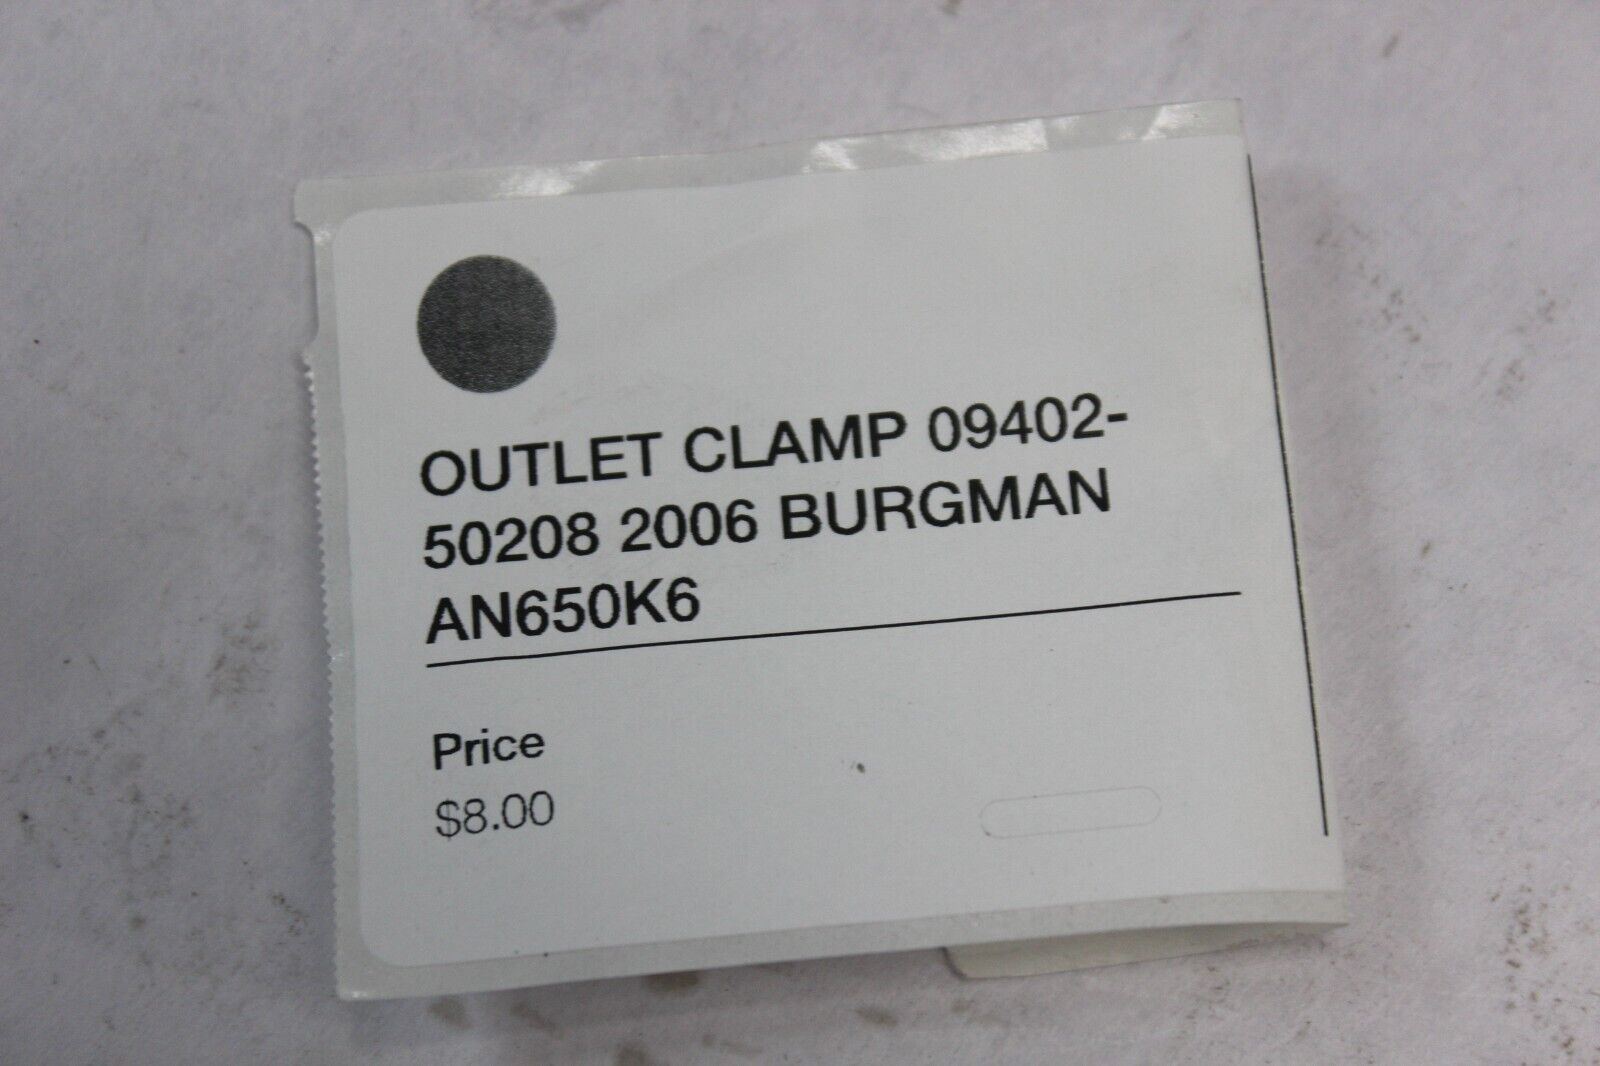 OUTLET CLAMP 09402-
50208 2006 BURGMAN
AN650K6
Price
$8.00